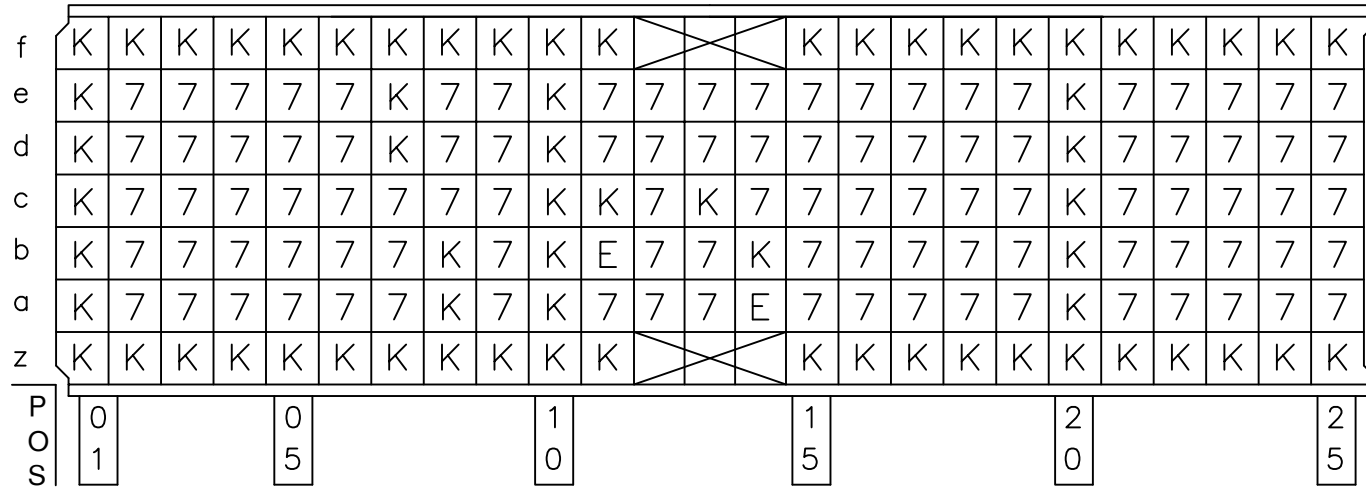 f K K K K K K K K K K K K K K K K K K K K K K
e K 7 7 7 7 7 K 7 7 K 7 7 7 7 7 7 7 7 7 K 7 7 7 7 7
d K 7 7 7 7 7 K 7 7 K 7 7 7 7 7 7 7 7 7 K 7 7 7 7 7
c K 7 7 7 7 7 7 7 7 K K 7 K 7 7 7 7 7 7 K 7 7 7 7 7
b K 7 7 7 7 7 7 K 7 K E 7 7 K 7 7 7 7 7 K 7 7 7 7 7
a K 7 7 7 7 7 7 K 7 K 7 7 7 E 7 7 7 7 7 K 7 7 7 7 7
z K K K K K K K K K K K K K K K K K K K K K K
POS 01 05 10 15 20 25